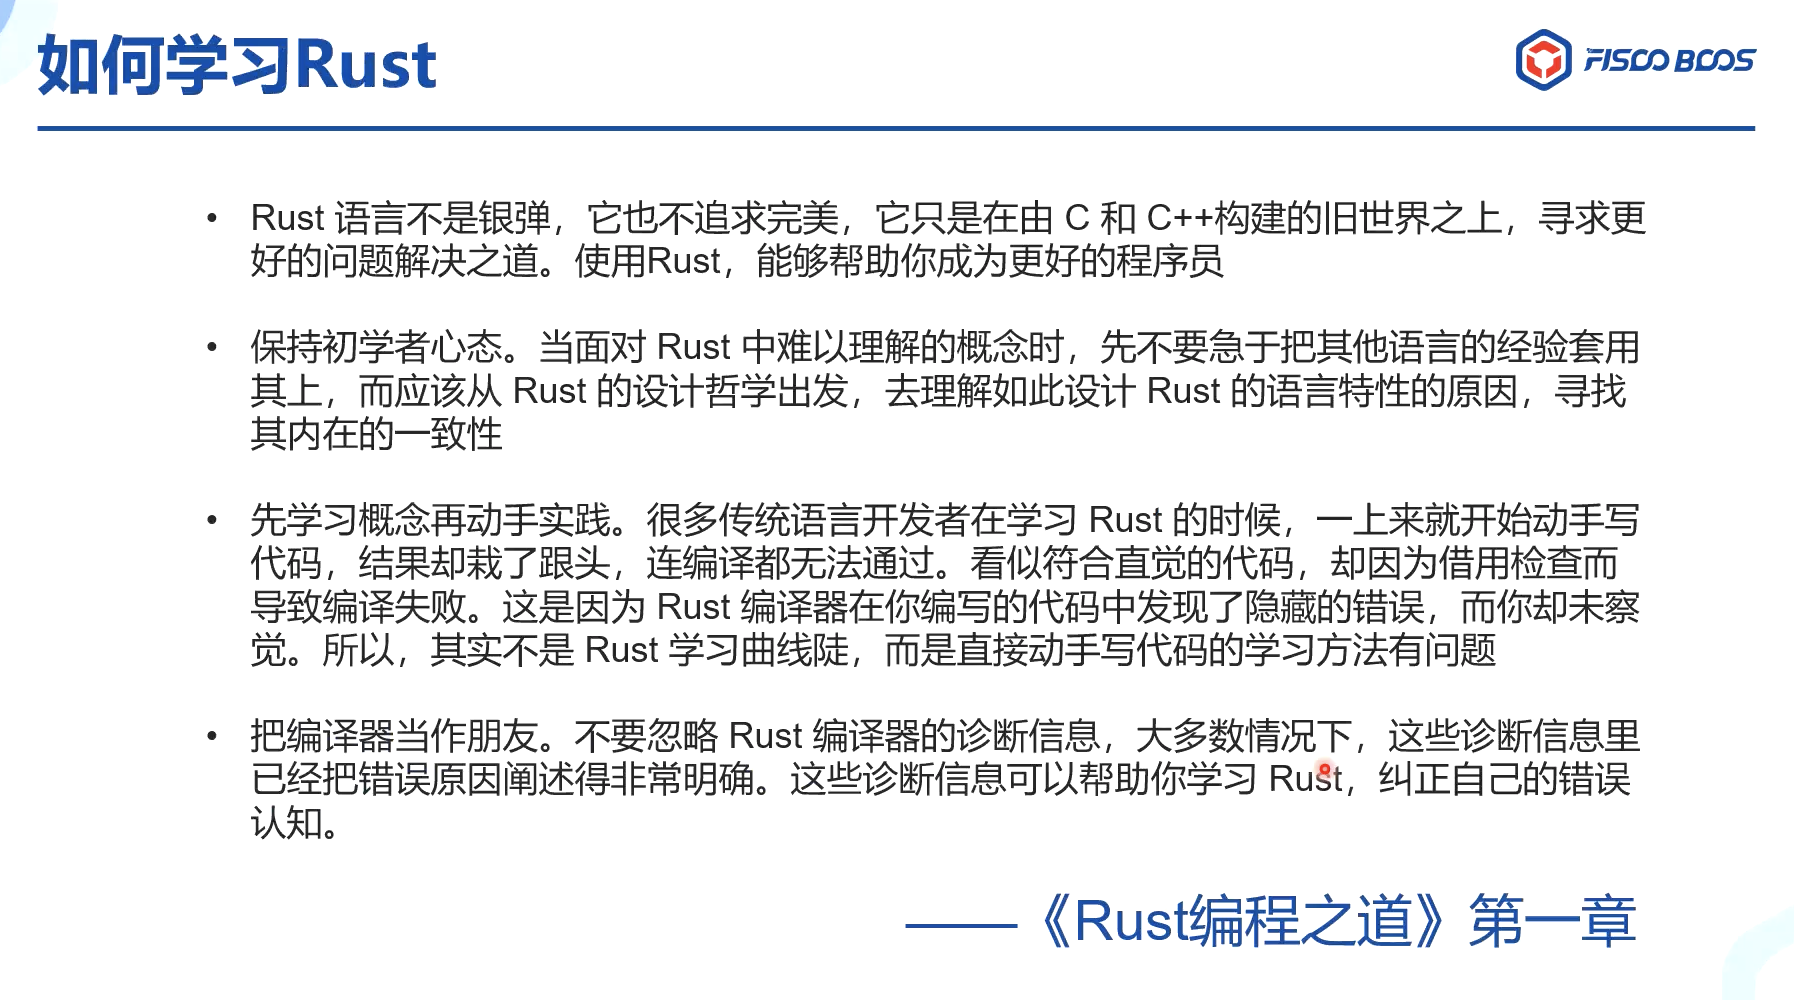 如何学习Rust
FISCO BCOS
• Rust 语言不是银弹，它也不追求完美，它只是在由 C 和 C++构建的旧世界之上，寻求更
好的问题解决之道。使用Rust，能够帮助你成为更好的程序员
• 保持初学者心态。当面对 Rust 中难以理解的概念时，先不要急于把其他语言的经验套用
其上，而应该从 Rust 的设计哲学出发，去理解如此设计 Rust 的语言特性的原因，寻找
其内在的一致性
• 先学习概念再动手实践。很多传统语言开发者在学习 Rust 的时候，一上来就开始动手写
代码，结果却栽了跟头，连编译都无法通过。看似符合直觉的代码，却因为借用检查而
导致编译失败。这是因为 Rust 编译器在你编写的代码中发现了隐藏的错误，而你却未察
觉。所以，其实不是 Rust 学习曲线陡，而是直接动手写代码的学习方法有问题
• 把编译器当作朋友。不要忽略 Rust 编译器的诊断信息，大多数情况下，这些诊断信息里
已经把错误原因阐述得非常明确。这些诊断信息可以帮助你学习 Rust，纠正自己的错误
认知。
——《Rust编程之道》第一章